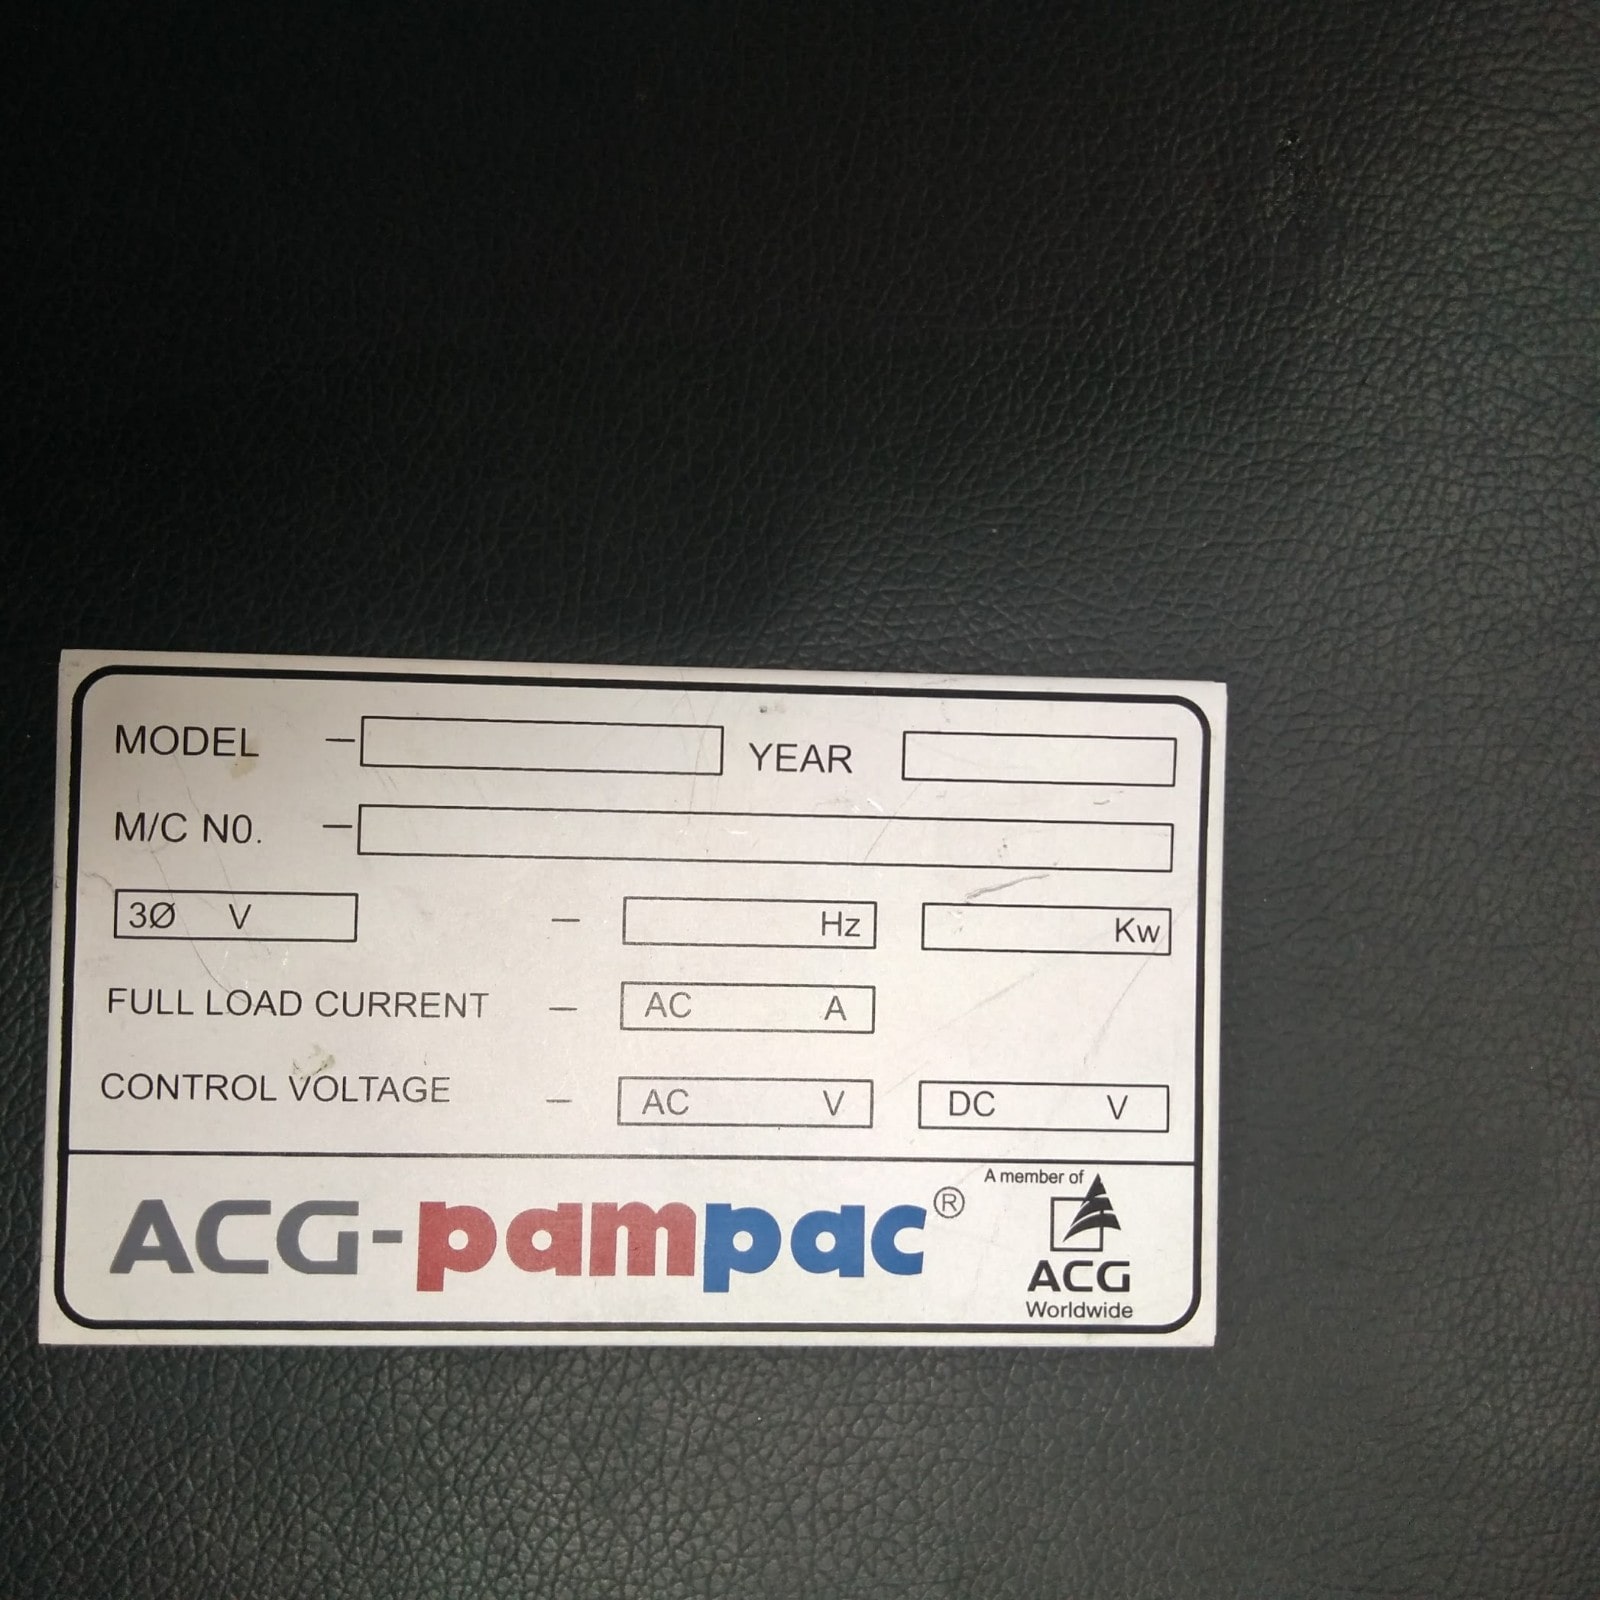 MODEL – YEAR
M/C N0. –
3Ø V – Hz Kw
FULL LOAD CURRENT – AC A
CONTROL VOLTAGE – AC V DC V
ACG-pampac®
A member of
ACG
Worldwide